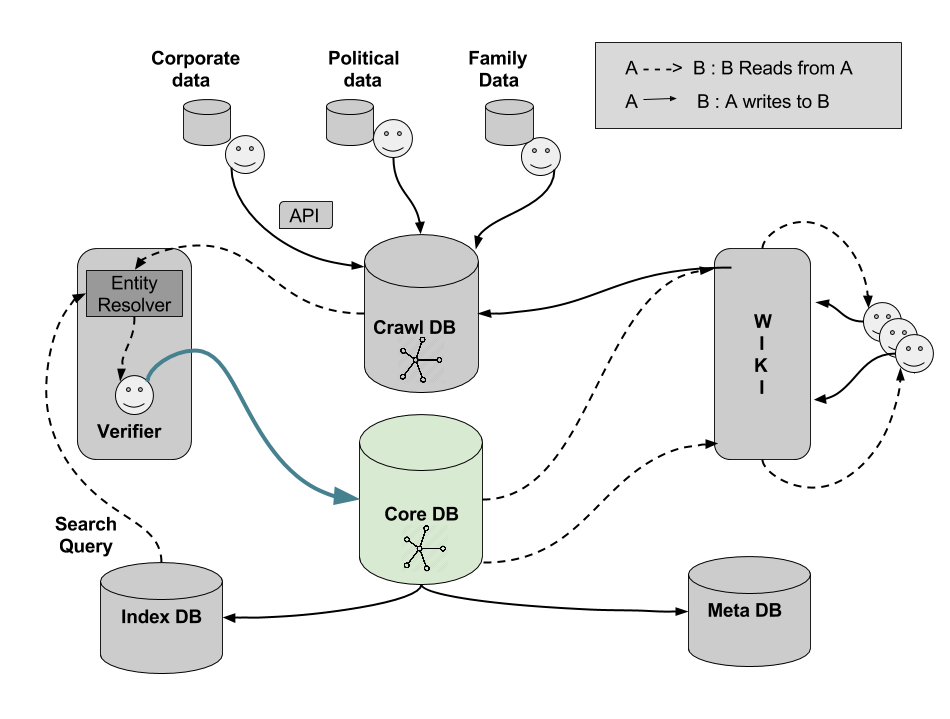 Corporate
data
Political
data
Family
Data
A - - -> B : B Reads from A
A B : A writes to B
API
Entity
Resolver
Verifier
Crawl DB
W
I
K
I
Core DB
Search
Query
Index DB
Meta DB